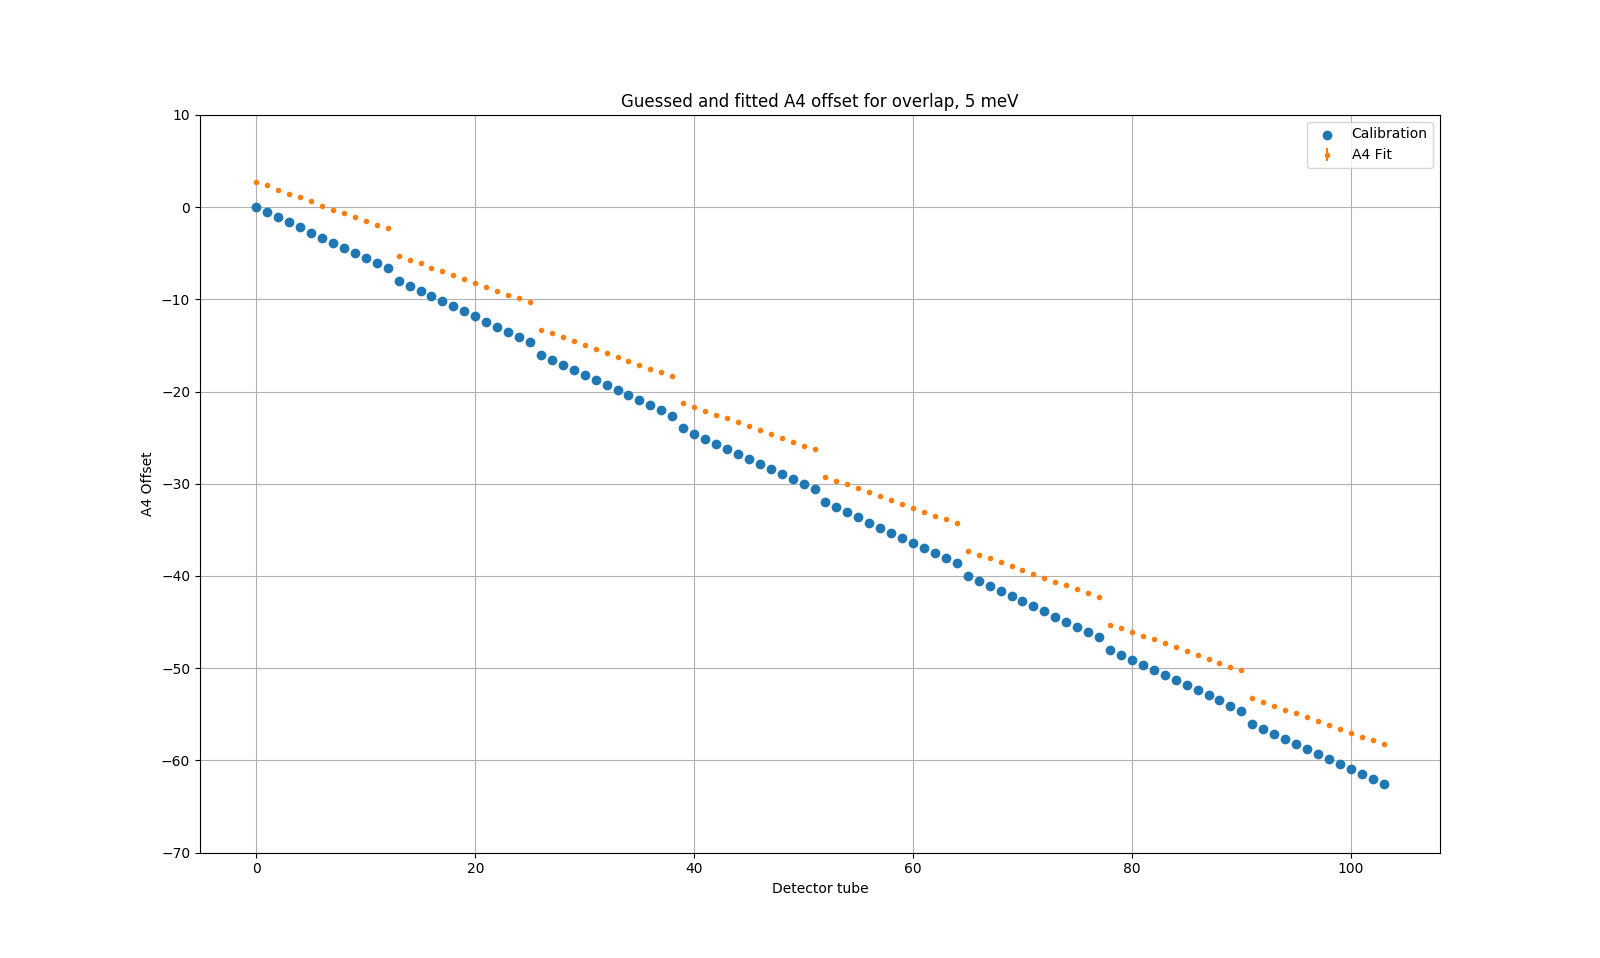 Guessed and fitted A4 offset for overlap, 5 meV
Calibration
A4 Fit
10
0
−10
−20
−30
−40
−50
−60
−70
A4 Offset
0 20 40 60 80 100
Detector tube